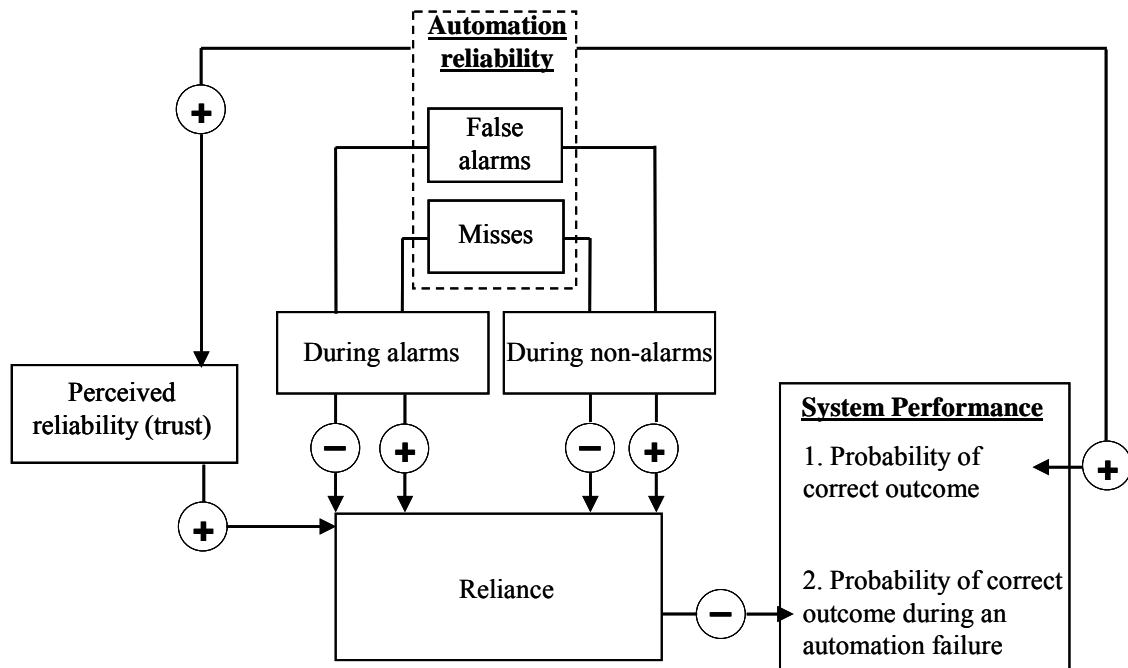 Automation
reliability
+
False
alarms
Misses
During alarms
During non-alarms
Perceived
reliability (trust)
−
+
−
+
System Performance
1. Probability of
correct outcome
+
+
Reliance
−
2. Probability of correct
outcome during an
automation failure